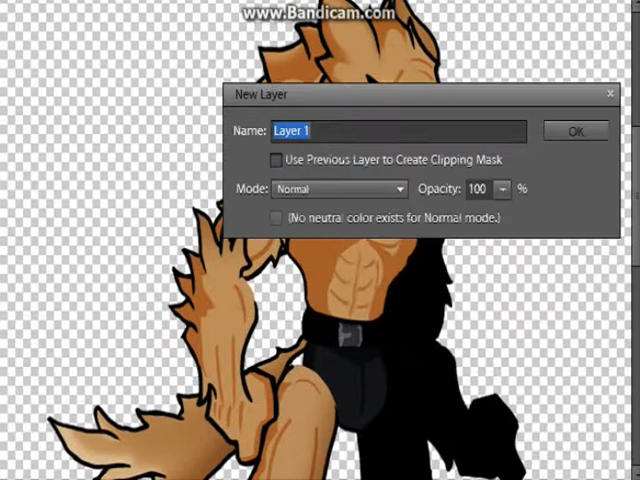 www.Bandicam.com
New Layer x
Name: Layer 1 OK
Use Previous Layer to Create Clipping Mask
Mode: Normal Opacity: 100 %
(No neutral color exists for Normal mode.)